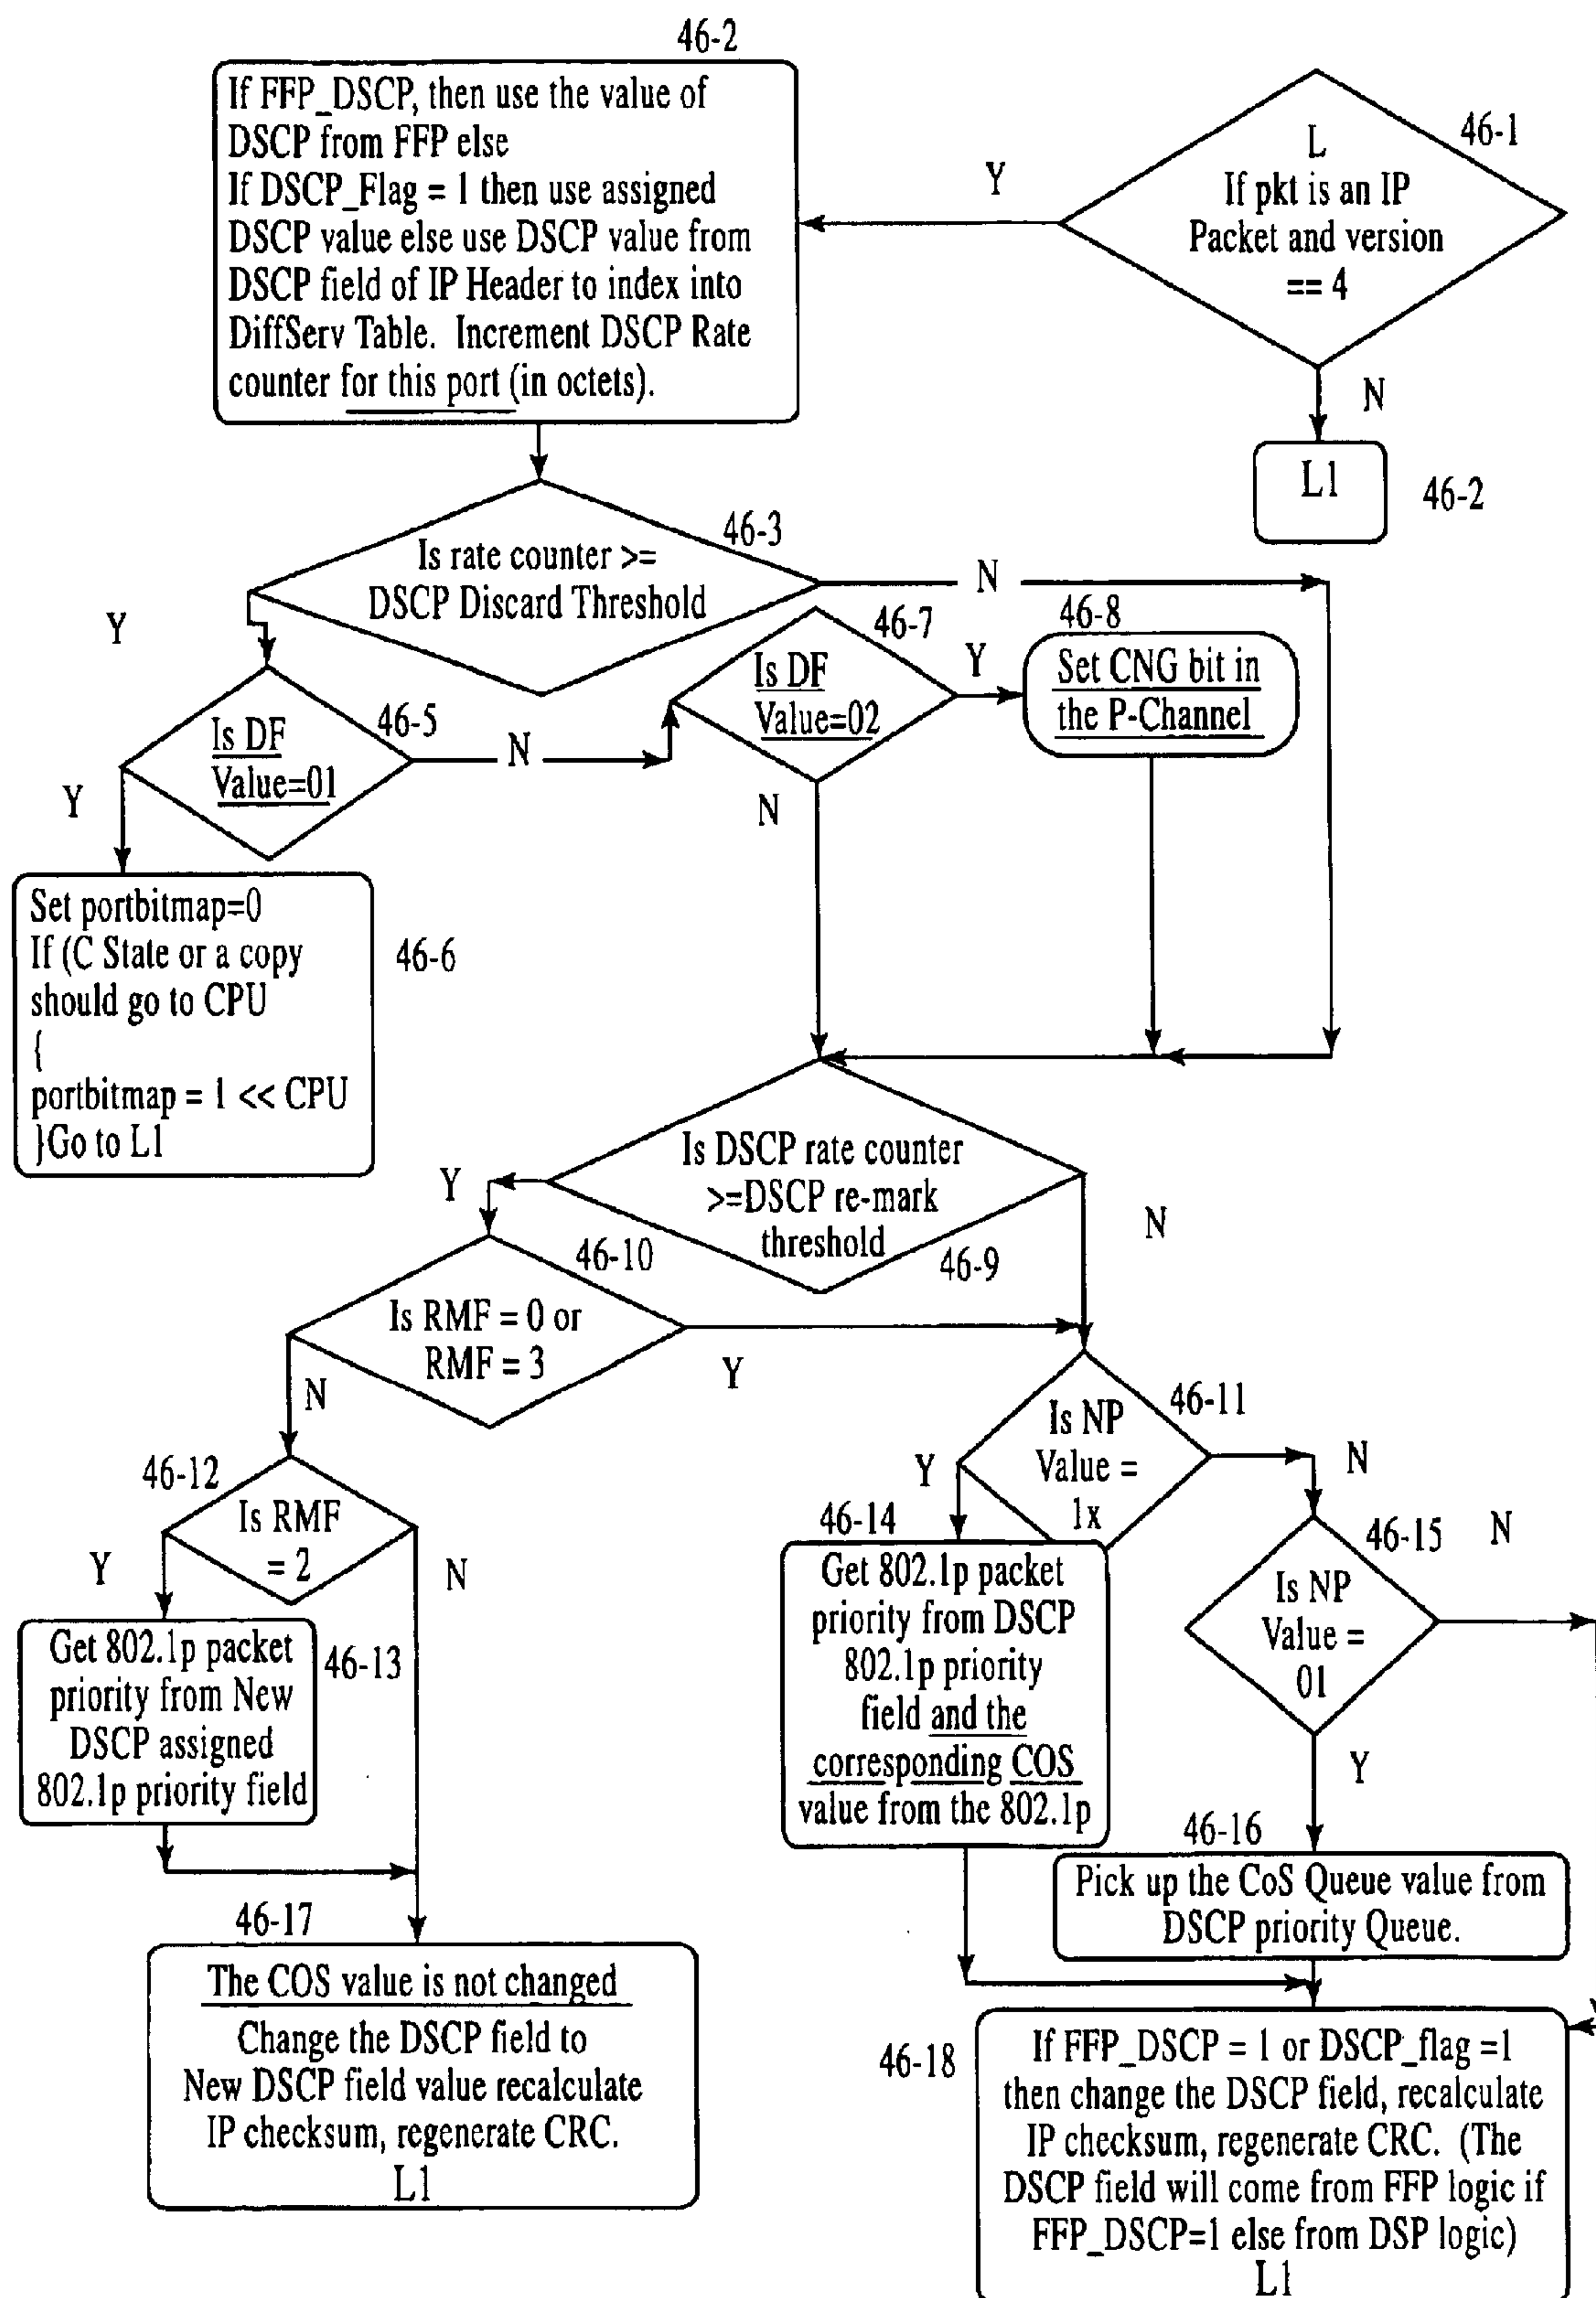 46-2
If FFP_DSCP, then use the value of
DSCP from FFP else
If DSCP_Flag = 1 then use assigned
DSCP value else use DSCP value from
DSCP field of IP Header to index into
DiffServ Table. Increment DSCP Rate
counter for this port (in octets).
46-1
L
If pkt is an IP
Packet and version
== 4
Y
N
L1
46-2
46-3
Is rate counter >=
DSCP Discard Threshold
N
Y
46-5
Is DF
Value=01
N
Y
46-7
Is DF
Value=02
Y
N
46-8
Set CNG bit in
the P-Channel
Set portbitmap=0
If (C State or a copy
should go to CPU
{
portbitmap = 1 << CPU
}Go to L1
46-6
Is DSCP rate counter
>=DSCP re-mark
threshold
46-9
Y
N
46-10
Is RMF = 0 or
RMF = 3
Y
N
46-11
Is NP
Value =
1x
Y
N
46-12
Is RMF
= 2
Y
N
46-13
Get 802.1p packet
priority from New
DSCP assigned
802.1p priority field
46-14
Get 802.1p packet
priority from DSCP
802.1p priority
field and the
corresponding COS
value from the 802.1p
46-15
Is NP
Value =
01
N
Y
46-16
Pick up the CoS Queue value from
DSCP priority Queue.
46-17
The COS value is not changed
Change the DSCP field to
New DSCP field value recalculate
IP checksum, regenerate CRC.
L1
46-18
If FFP_DSCP = 1 or DSCP_flag =1
then change the DSCP field, recalculate
IP checksum, regenerate CRC. (The
DSCP field will come from FFP logic if
FFP_DSCP=1 else from DSP logic)
L1